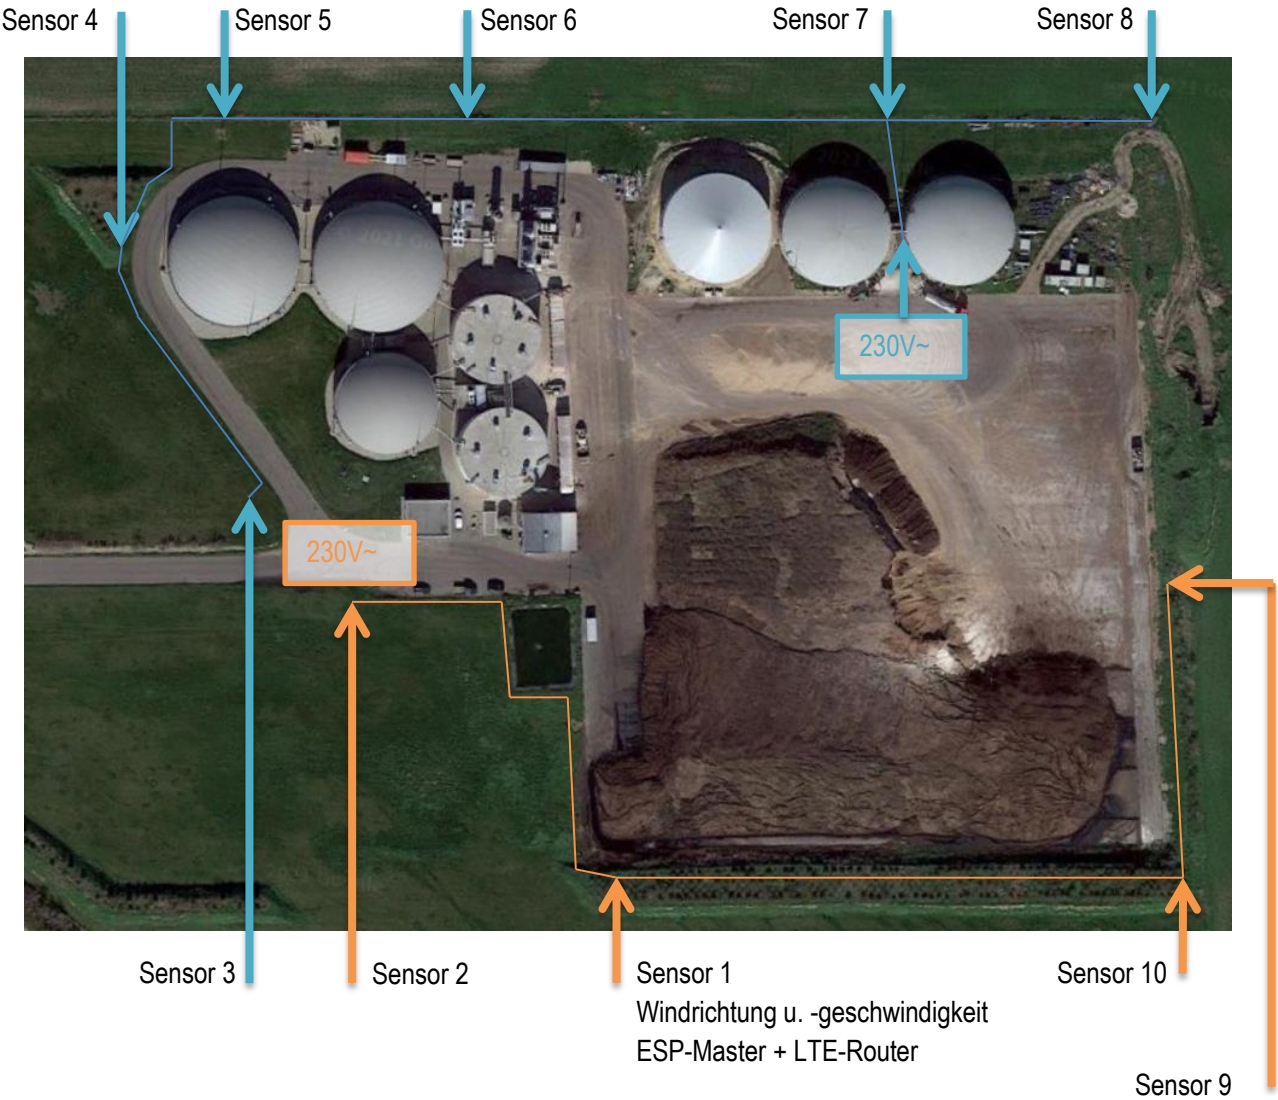 Sensor 4
Sensor 5
Sensor 6
Sensor 7
Sensor 8
230V~
230V~
Sensor 3
Sensor 2
Sensor 1
Windrichtung u. -geschwindigkeit
ESP-Master + LTE-Router
Sensor 10
Sensor 9